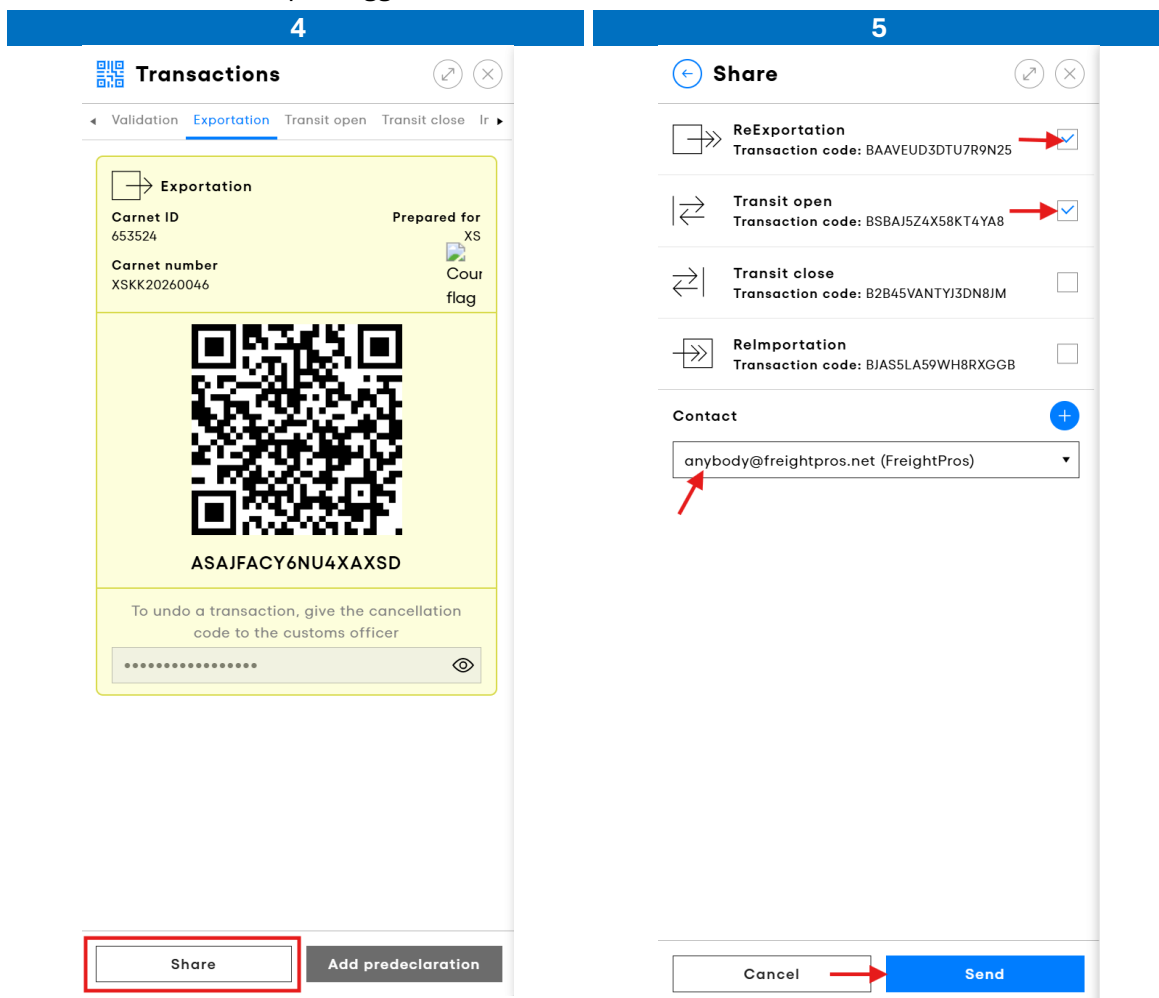 4
Transactions
Validation Exportation Transit open Transit close Ir
Exportation
Carnet ID Prepared for
653524 XS
Carnet number
XSKK20260046
Cour
flag
ASAJFACY6NU4XAXSD
To undo a transaction, give the cancellation
code to the customs officer
•••••••••••••••••
Share Add predeclaration
5
Share
ReExportation
Transaction code: BAAVEUD3DTU7R9N25
Transit open
Transaction code: BSBAJ5Z4X58KT4YA8
Transit close
Transaction code: B2B45VANTYJ3DN8JM
ReImportation
Transaction code: BJAS5LA59WH8RXGGB
Contact
anybody@freightpros.net (FreightPros)
Cancel Send